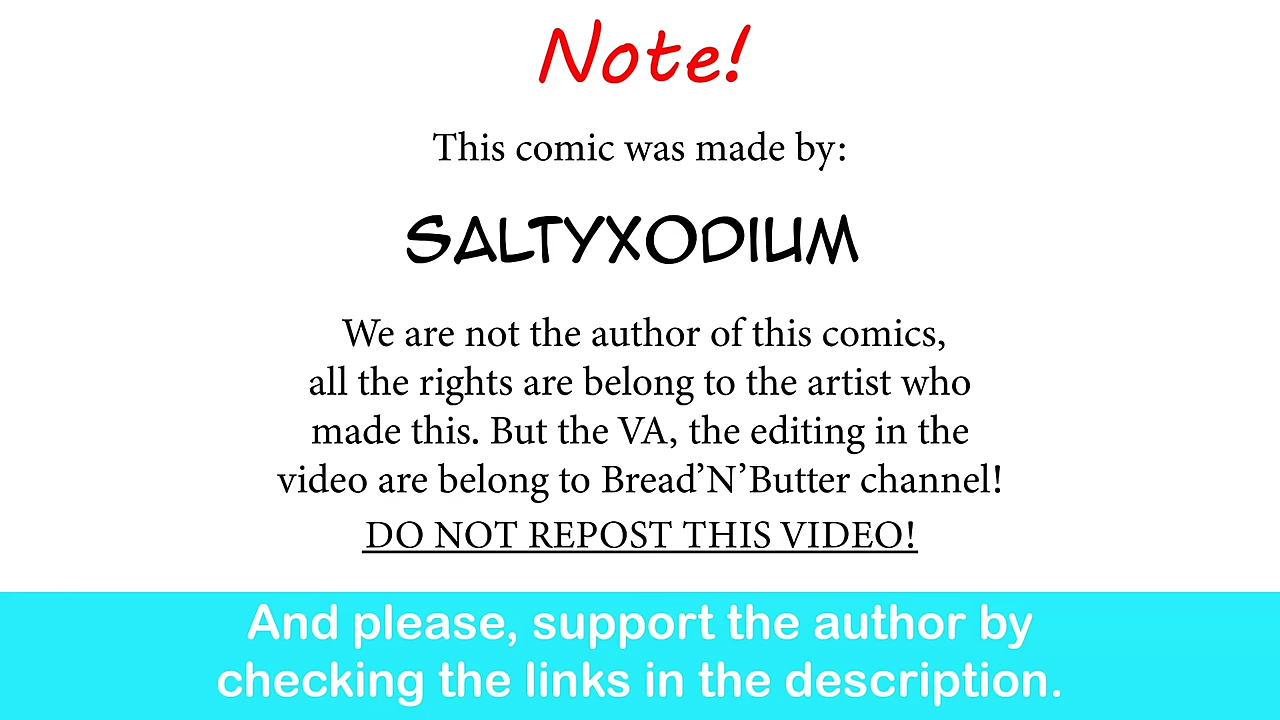 Note!
This comic was made by:
SALTYXODIUM
We are not the author of this comics,
all the rights are belong to the artist who
made this. But the VA, the editing in the
video are belong to Bread’N’Butter channel!
DO NOT REPOST THIS VIDEO!
And please, support the author by
checking the links in the description.